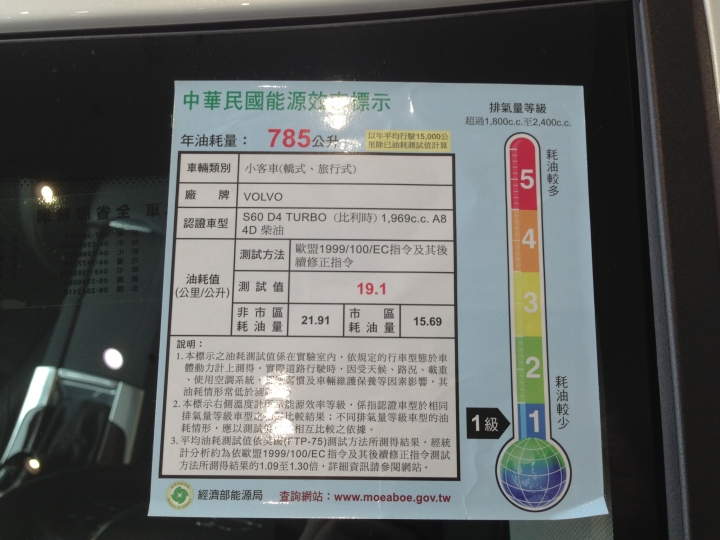 中華民國能源效率標示
年油耗量： 785公升
以年平均行駛15,000公
里除已油耗測試值計算
車輛類別 小客車(轎式、旅行式)
廠牌 VOLVO
認證車型 S60 D4 TURBO（比利時）1,969c.c. A8
4D 柴油
油耗值
(公里/公升)
測試方法 歐盟1999/100/EC指令及其後
續修正指令
測試值 19.1
非市區
耗油量 21.91
市區
耗油量 15.69
說明：
1.本標示之油耗測試值係在實驗室內，依規定的行車型態於車
體動力計上測得，實際道路行駛時，因受天候、路況、載重
、使用空調系統、習慣及車輛維護保養等因素影響，其
油耗情形常低於
2.本標示右側溫度計所能源效率等級，係指認證車型於相同
排氣量等級車型之比較結果；不同排氣量等級車型的油
耗情形，應以測試相互比較之依據。
3.平均油耗測試值依美(FTP-75)測試方法所測得結果，經統
計分析約為依歐盟1999/100/EC指令及其後續修正指令測試
方法所測得結果的1.09至1.30倍，詳細資訊請參閱網站。
經濟部能源局 查詢網站：www.moeaboe.gov.tw
排氣量等級
超過1,800c.c.至2,400c.c.
耗油較多
5
4
3
2
1
耗油較少
1級